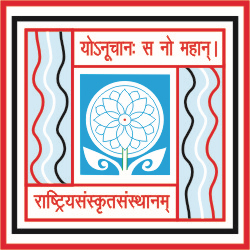 योऽनूचानः स नो महान्।
राष्ट्रियसंस्कृतसंस्थानम्